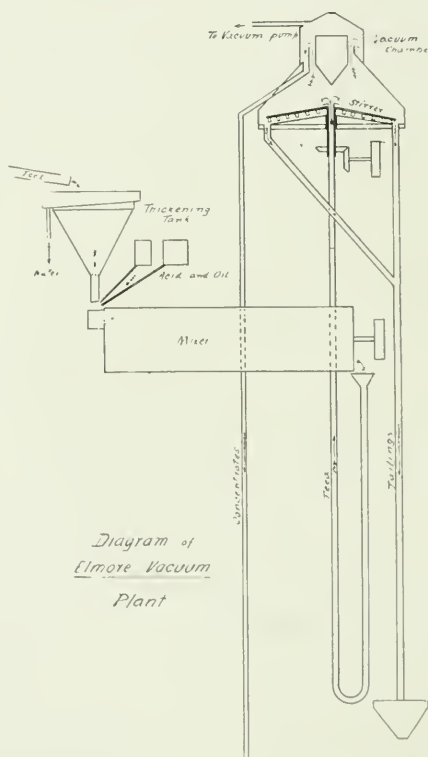 To Vacuum pump
Vacuum
Chamber
Stirrer
Feed
Thickening
Tank
Water
Acid and Oil
Mixer
Concentrates
Feed
Tailings
Diagram of
Elmore Vacuum
Plant